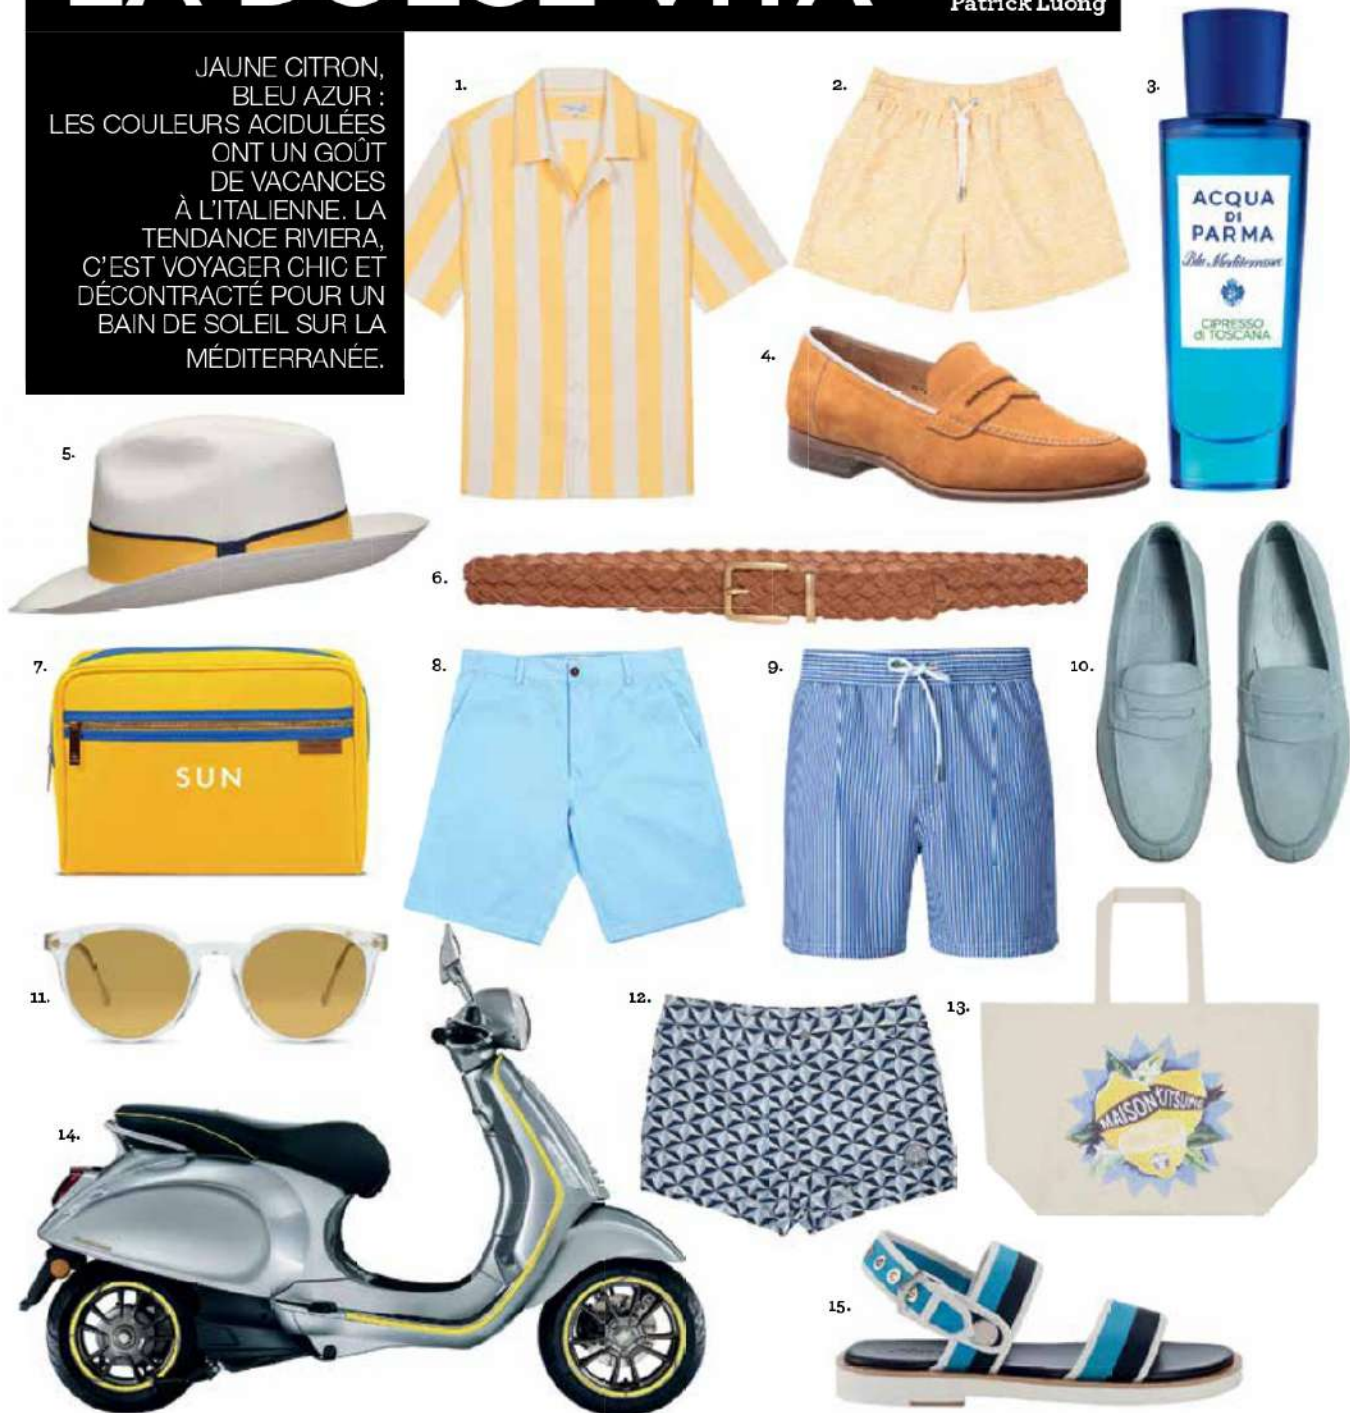 LA DOLCE VITA
Patrick Luong
JAUNE CITRON,
BLEU AZUR :
LES COULEURS ACIDULÉES
ONT UN GOÛT
DE VACANCES
À L'ITALIENNE. LA
TENDANCE RIVIERA,
C'EST VOYAGER CHIC ET
DÉCONTRACTÉ POUR UN
BAIN DE SOLEIL SUR LA
MÉDITERRANÉE.
1.
2.
3.
ACQUA
DI
PARMA
Blu Mediterraneo
CIPRESSO
di TOSCANA
4.
5.
6.
7.
SUN
8.
9.
10.
11.
12.
13.
MAISON KITSUNÉ
14.
15.